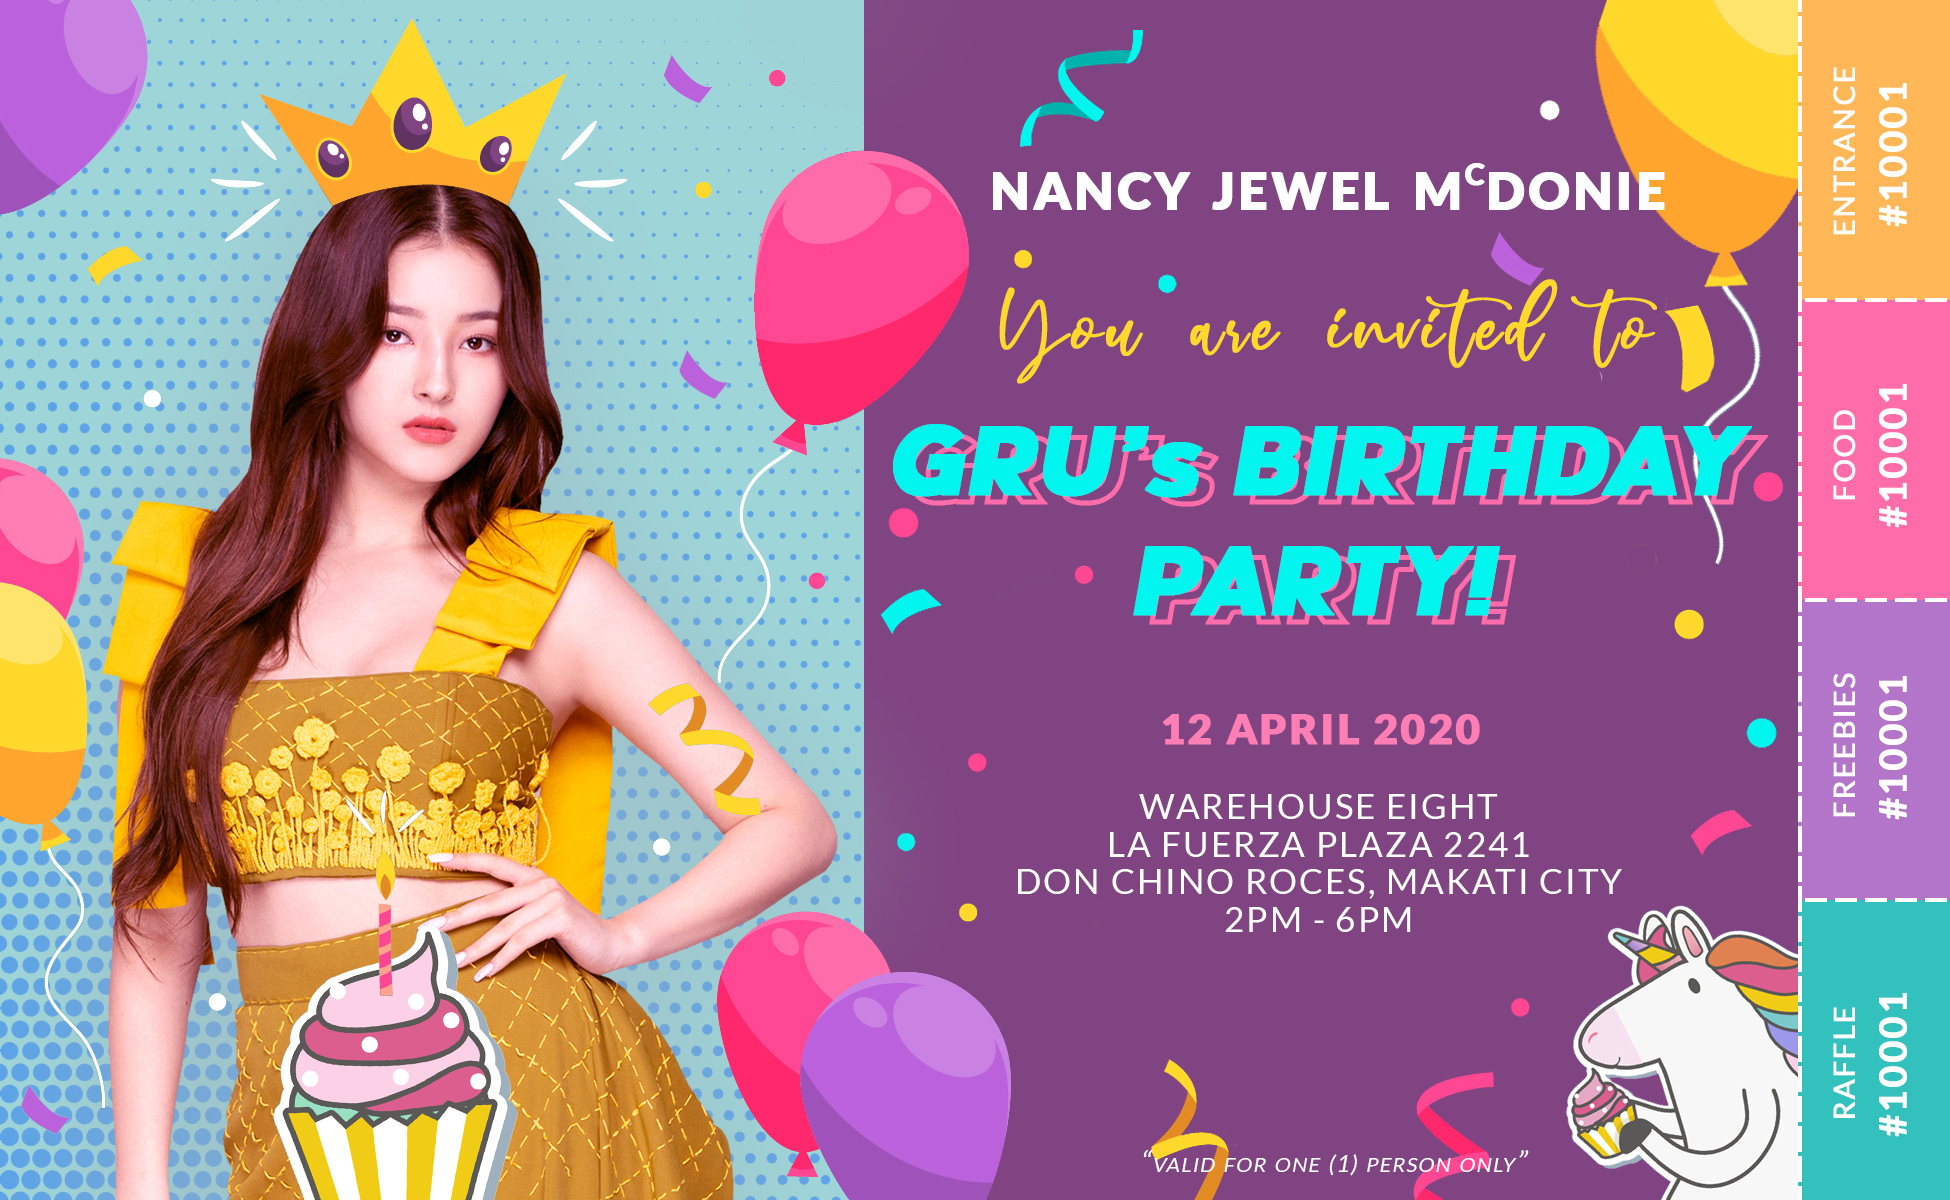 NANCY JEWEL McDONIE
You are invited to
GRU's BIRTHDAY
PARTY!
12 APRIL 2020
WAREHOUSE EIGHT
LA FUERZA PLAZA 2241
DON CHINO ROCES, MAKATI CITY
2PM - 6PM
“VALID FOR ONE (1) PERSON ONLY”
ENTRANCE
#10001
FOOD
#10001
FREEBIES
#10001
RAFFLE
#10001